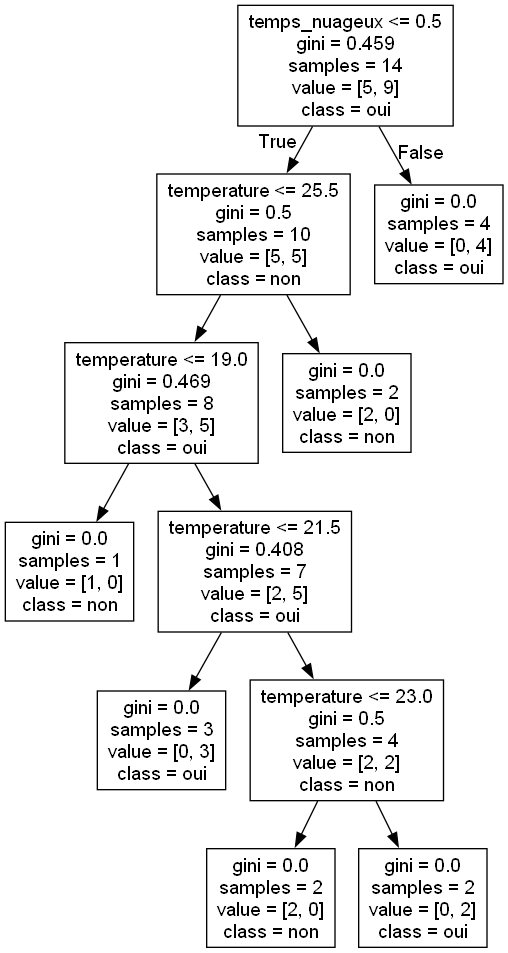 temps_nuageux <= 0.5
gini = 0.459
samples = 14
value = [5, 9]
class = oui
True
False
temperature <= 25.5
gini = 0.5
samples = 10
value = [5, 5]
class = non
gini = 0.0
samples = 4
value = [0, 4]
class = oui
temperature <= 19.0
gini = 0.469
samples = 8
value = [3, 5]
class = oui
gini = 0.0
samples = 2
value = [2, 0]
class = non
gini = 0.0
samples = 1
value = [1, 0]
class = non
temperature <= 21.5
gini = 0.408
samples = 7
value = [2, 5]
class = oui
gini = 0.0
samples = 3
value = [0, 3]
class = oui
temperature <= 23.0
gini = 0.5
samples = 4
value = [2, 2]
class = non
gini = 0.0
samples = 2
value = [2, 0]
class = non
gini = 0.0
samples = 2
value = [0, 2]
class = oui